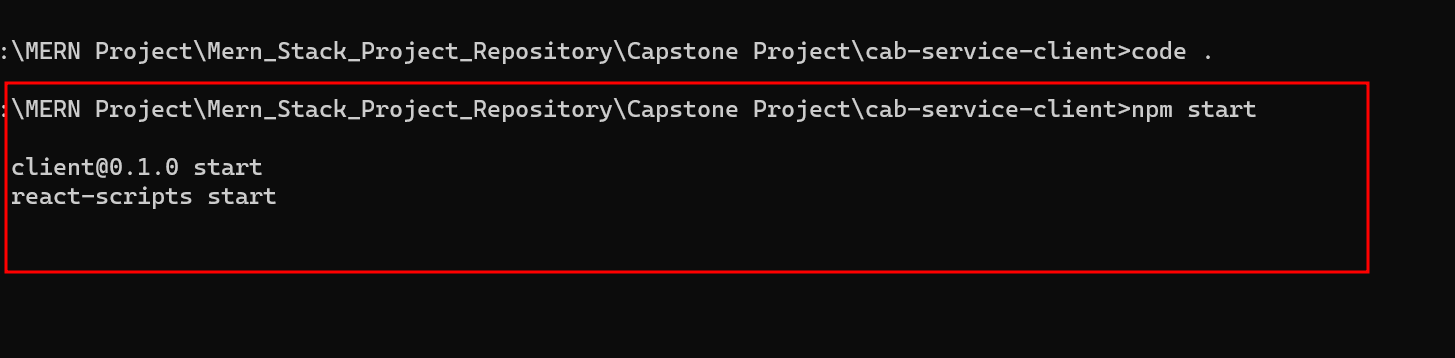 :\MERN Project\Mern_Stack_Project_Repository\Capstone Project\cab-service-client>code .
:\MERN Project\Mern_Stack_Project_Repository\Capstone Project\cab-service-client>npm start
client@0.1.0 start
react-scripts start